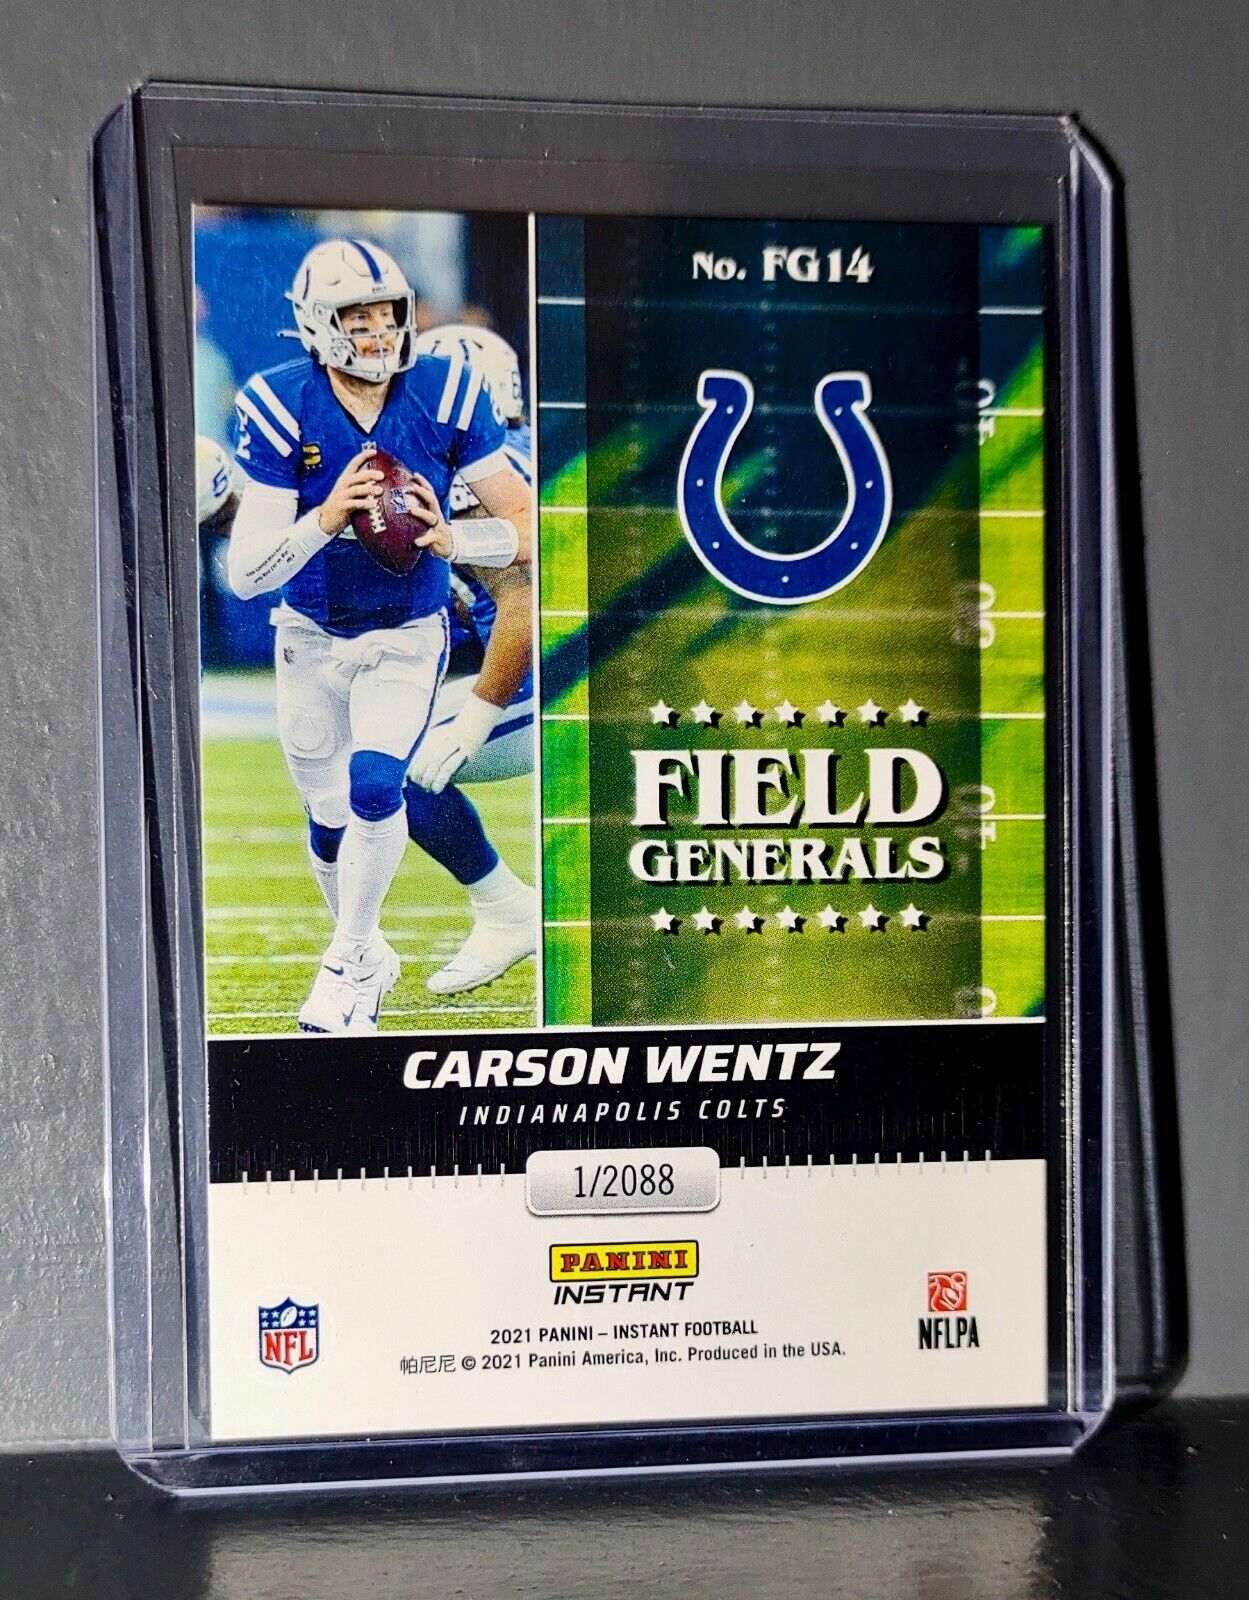 No. FG14
FIELD
GENERALS
CARSON WENTZ
INDIANAPOLIS COLTS
1/2088
PANINI
INSTANT
NFL
NFLPA
2021 PANINI – INSTANT FOOTBALL
帕尼尼 © 2021 Panini America, Inc. Produced in the USA.